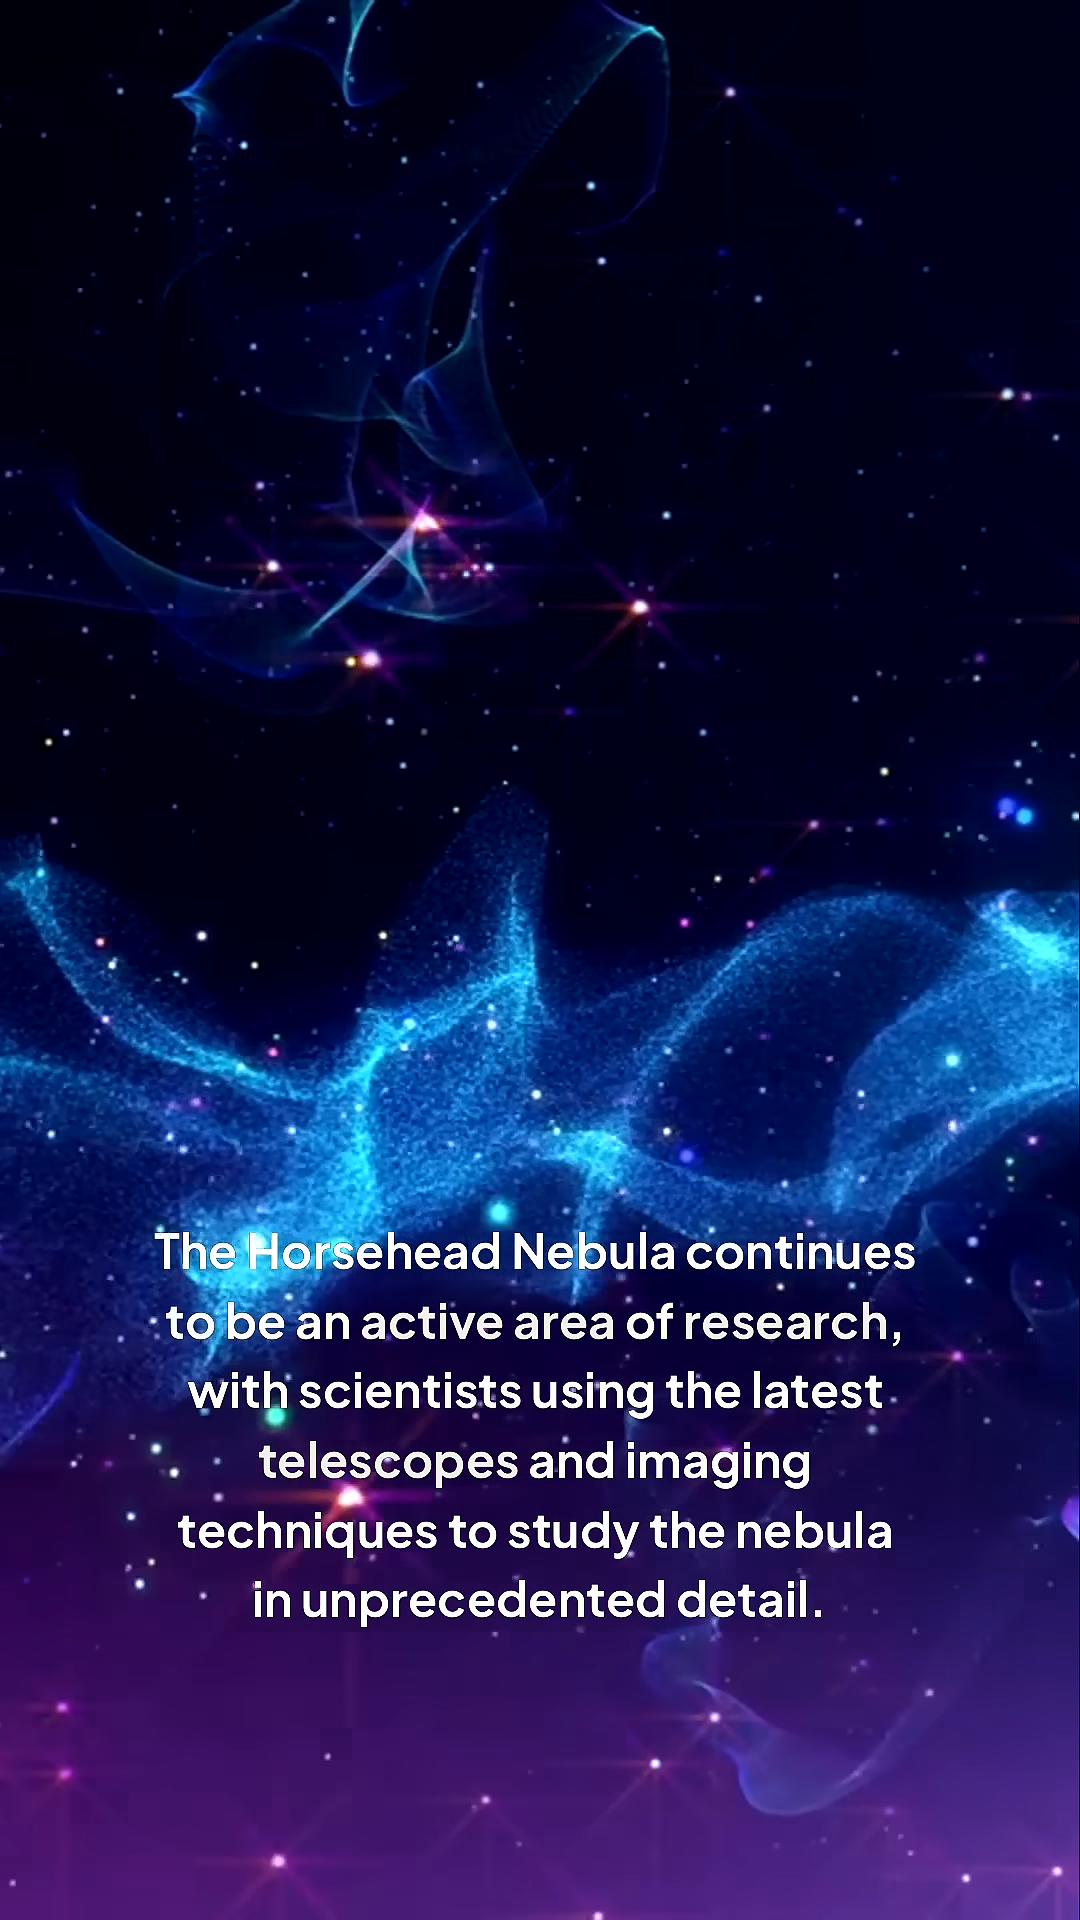 The Horsehead Nebula continues
to be an active area of research,
with scientists using the latest
telescopes and imaging
techniques to study the nebula
in unprecedented detail.